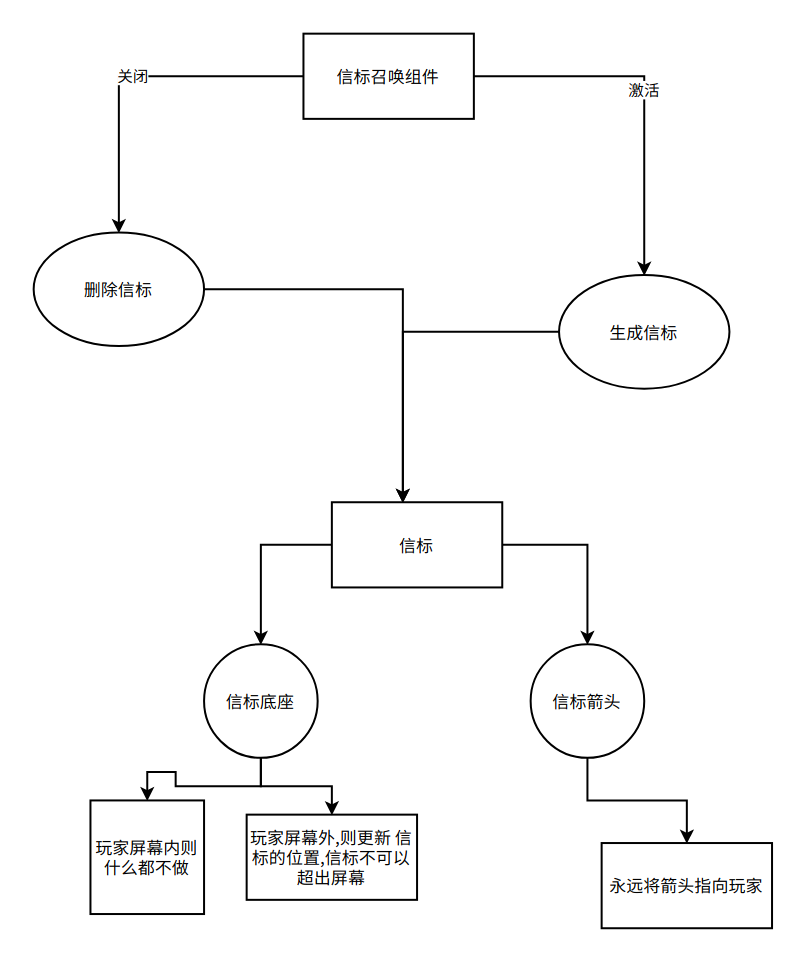 信标召唤组件
关闭
激活
删除信标
生成信标
信标
信标底座
信标箭头
玩家屏幕内则
什么都不做
玩家屏幕外,则更新 信
标的位置,信标不可以
超出屏幕
永远将箭头指向玩家